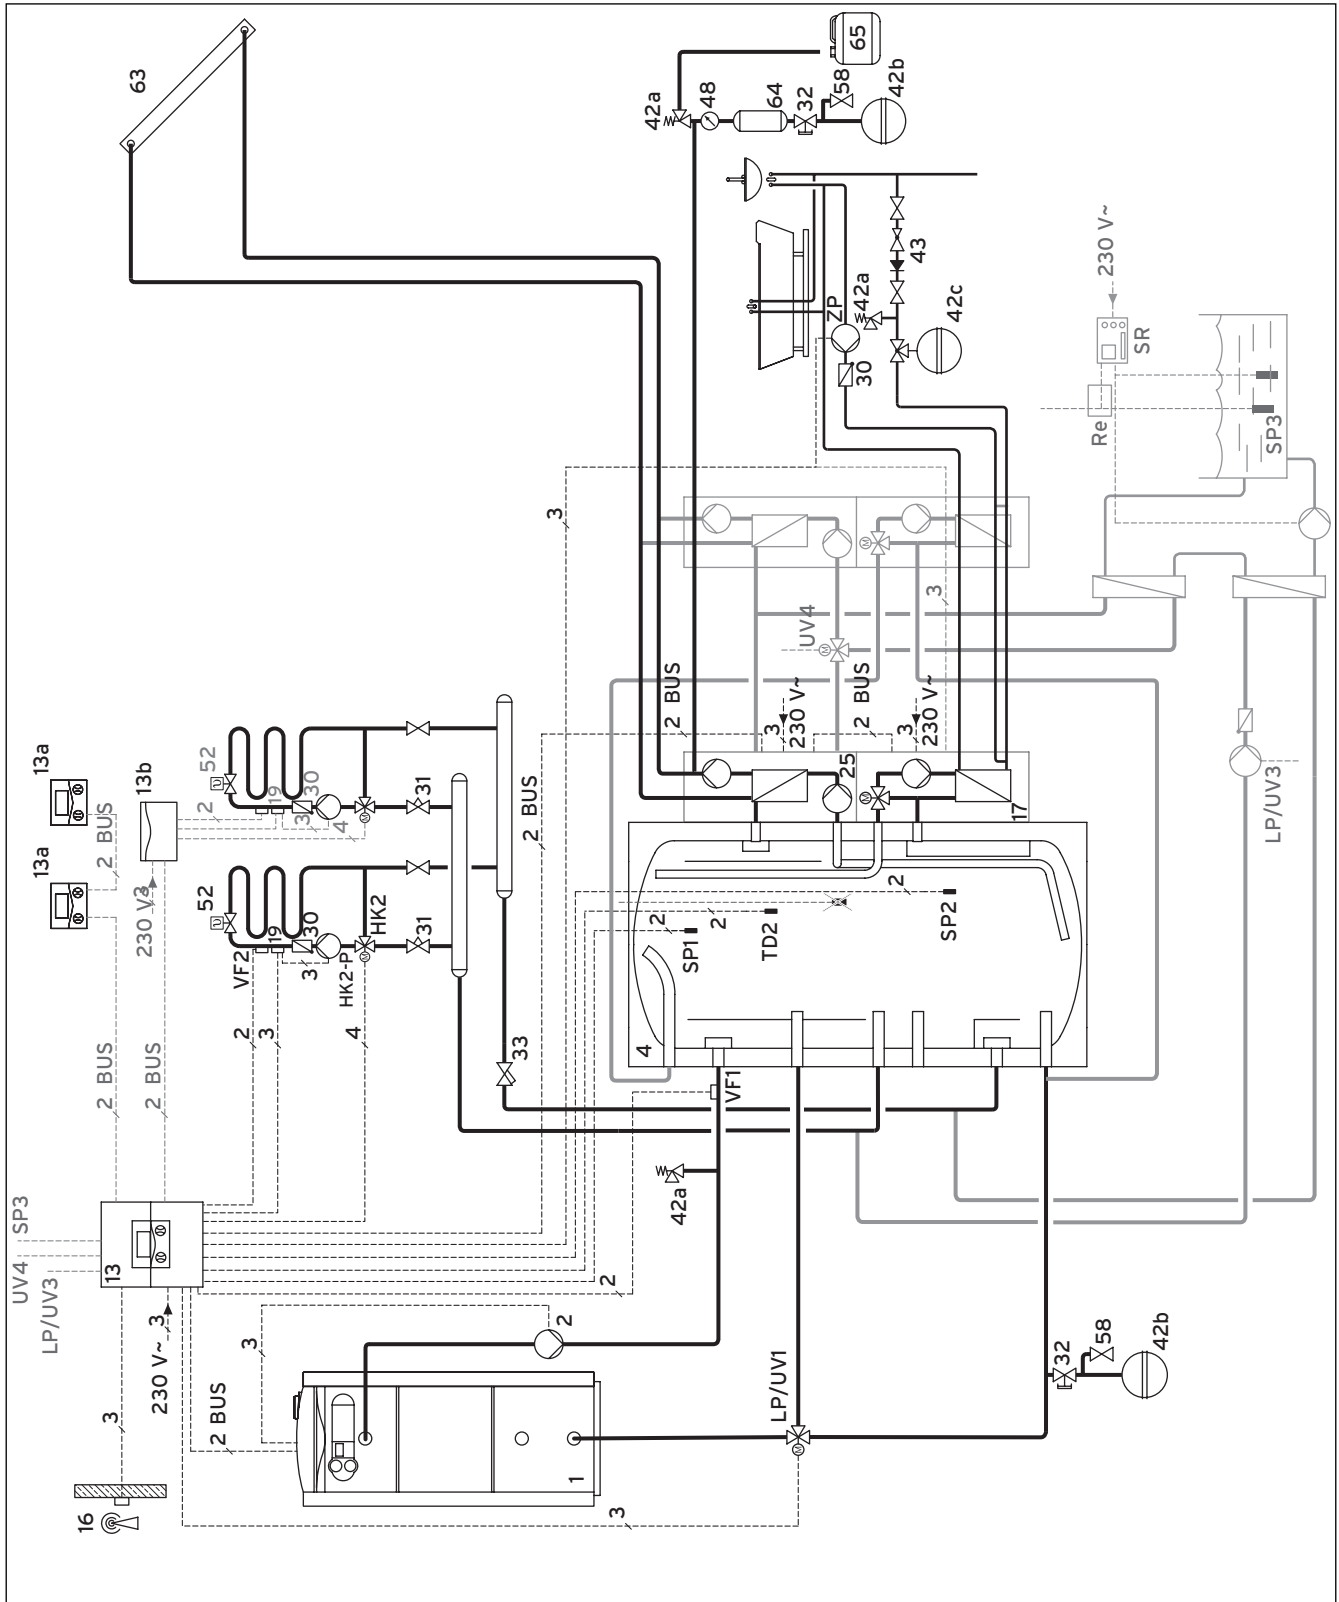 UV4
SP3
LP/UV3
13a
13a
16
3
13
2 BUS
2 BUS
63
230 V~
3
2 BUS
230 V~
3
13b
2 BUS
52
2
52
3
2
VF2
3
19
3
19
3
30
30
HK2-P
4
4
HK2
31
31
33
2 BUS
3
2
1
2
3
4
42a
2
2 BUS
42a
SP1
2
48
VF1
TD2
3
64
LP/UV1
230 V~
UV4
32
ZP
25
58
2 BUS
30
42a
65
2
3
42b
43
230 V~
3
SP2
42c
17
32
58
Re
230 V~
SR
42b
LP/UV3
SP3